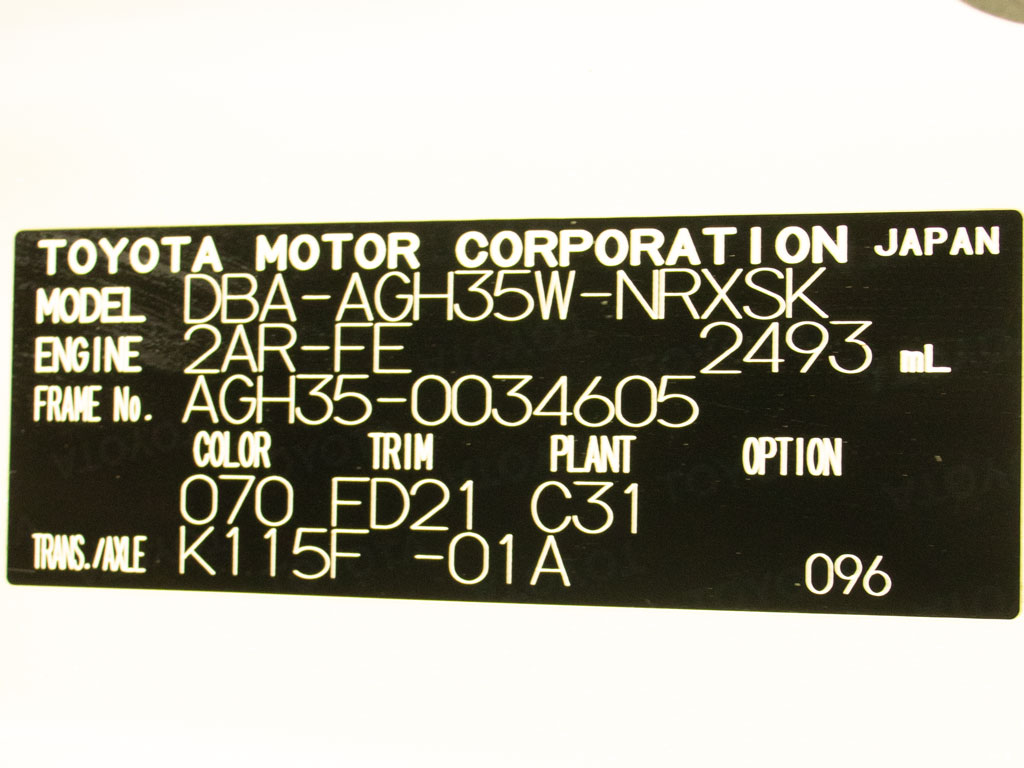 TOYOTA MOTOR CORPORATION JAPAN
MODEL DBA-AGH35W-NRXSK
ENGINE 2AR-FE 2493 mL
FRAME No. AGH35-0034605
COLOR TRIM PLANT OPTION
070 FD21 C31
TRANS./AXLE K115F -01A 096